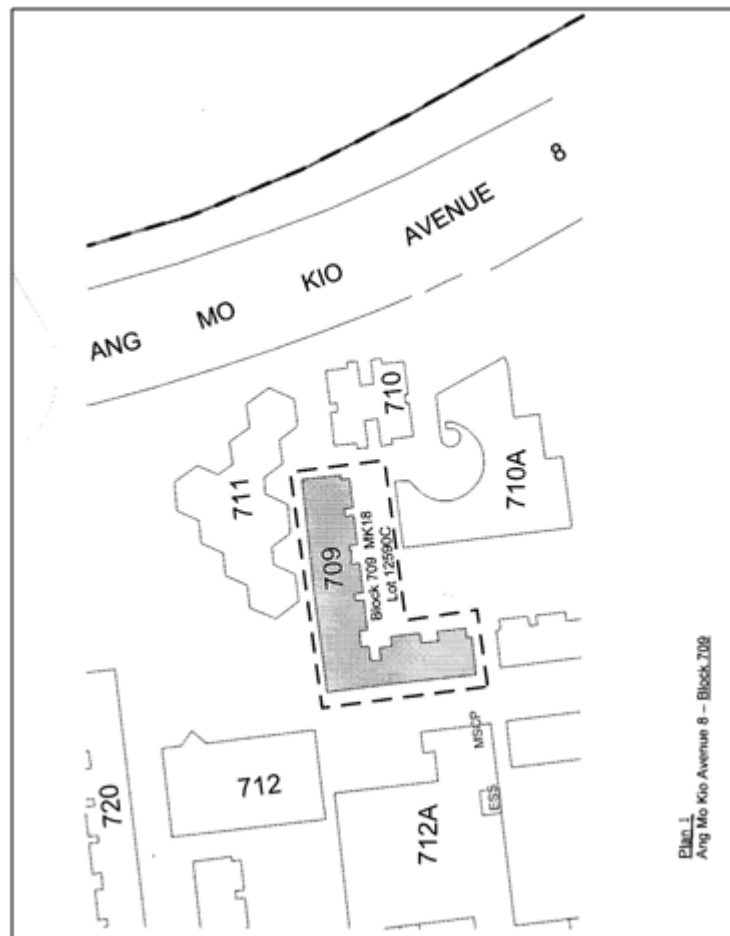 ANG MO KIO AVENUE 8
710
711
710A
709
Block 709 MK18
Lot 12590C
MSCP
712
720
712A
ESS
Plan 1
Ang Mo Kio Avenue 8 – Block 709